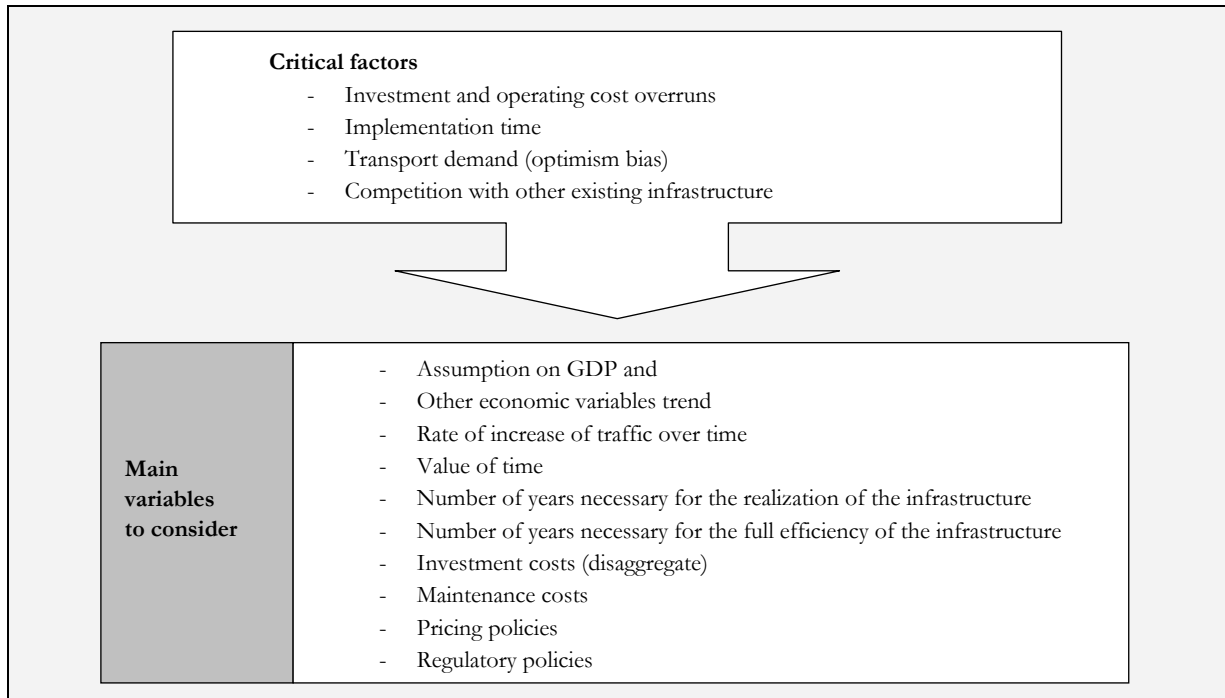 Critical factors
- Investment and operating cost overruns
- Implementation time
- Transport demand (optimism bias)
- Competition with other existing infrastructure
Main
variables
to consider
- Assumption on GDP and
- Other economic variables trend
- Rate of increase of traffic over time
- Value of time
- Number of years necessary for the realization of the infrastructure
- Number of years necessary for the full efficiency of the infrastructure
- Investment costs (disaggregate)
- Maintenance costs
- Pricing policies
- Regulatory policies